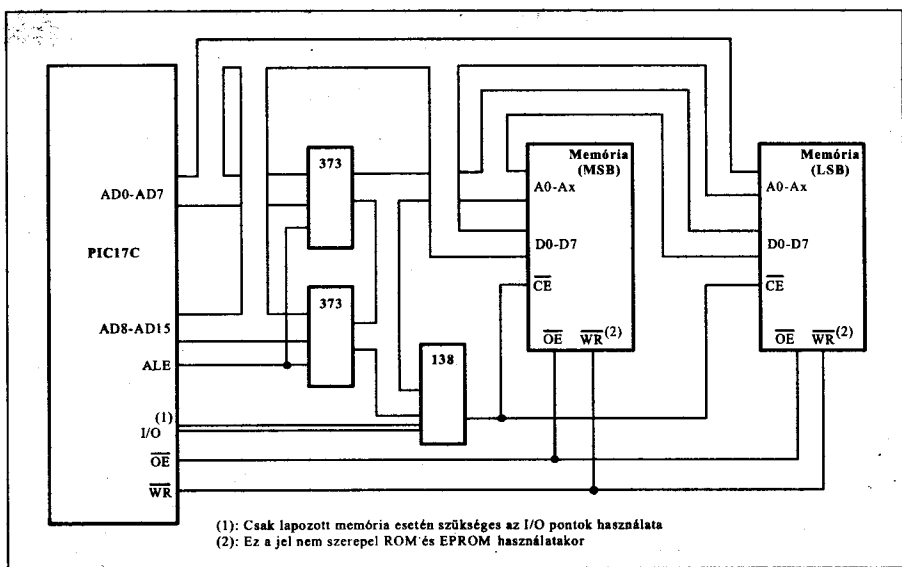 373
Memória
(MSB)
Memória
(LSB)
A0-Ax
A0-Ax
AD0-AD7
PIC17C
D0-D7
D0-D7
CE
CE
373
AD8-AD15
OE
WR(2)
OE
WR(2)
138
ALE
(1)
I/O
OE
WR
(1): Csak lapozott memória esetén szükséges az I/O pontok használata
(2): Ez a jel nem szerepel ROM és EPROM használatakor